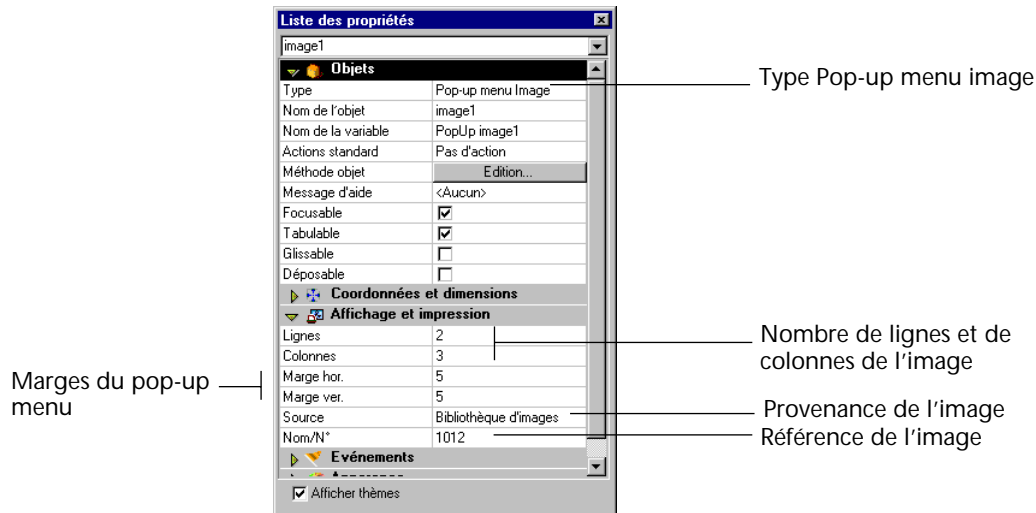 Liste des propriétés
image1
Objets
Type Pop-up menu Image
Nom de l'objet image1
Nom de la variable PopUp image1
Actions standard Pas d'action
Méthode objet Edition...
Message d'aide <Aucun>
Focusable
Tabulable
Glissable
Déposable
Coordonnées et dimensions
Affichage et impression
Lignes 2
Colonnes 3
Marge hor. 5
Marge ver. 5
Source Bibliothèque d'images
Nom/N° 1012
Evénements
Afficher thèmes
Type Pop-up menu image
Nombre de lignes et de
colonnes de l'image
Marges du pop-up
menu
Provenance de l'image
Référence de l'image